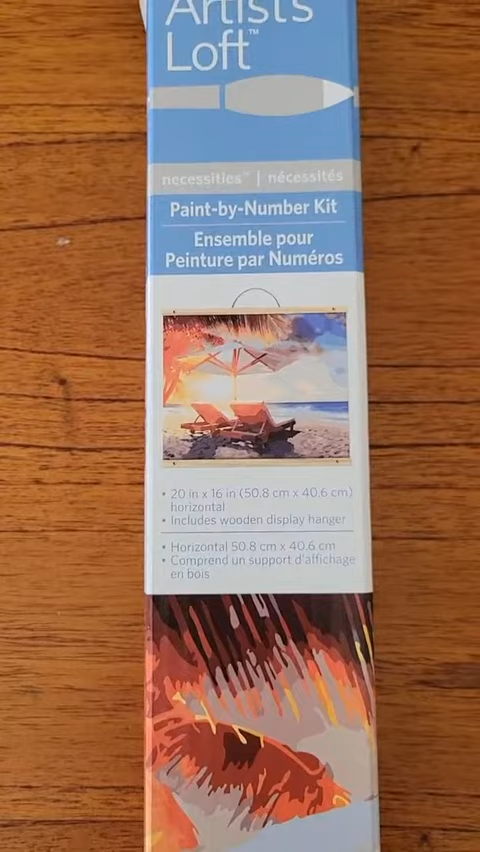 Artist's
Loft™
necessities™ | nécessités
Paint-by-Number Kit
Ensemble pour
Peinture par Numéros
• 20 in x 16 in (50.8 cm x 40.6 cm)
horizontal
• Includes wooden display hanger
• Horizontal 50.8 cm x 40.6 cm
• Comprend un support d'affichage
en bois